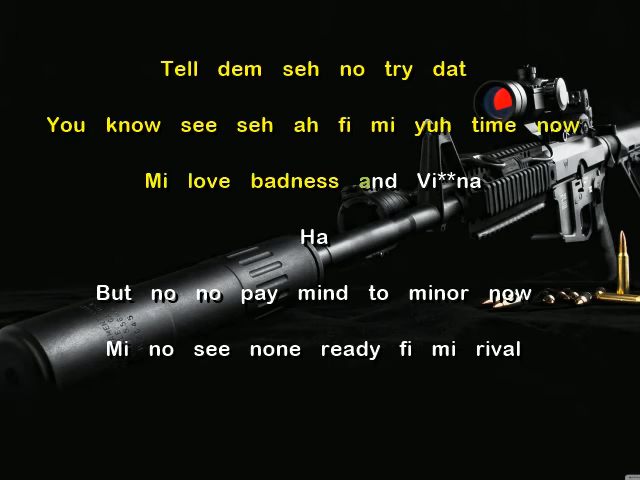 Tell dem seh no try dat
You know see seh ah fi mi yuh time now
Mi love badness and Vi**na
Ha
But no no pay mind to minor now
Mi no see none ready fi mi rival